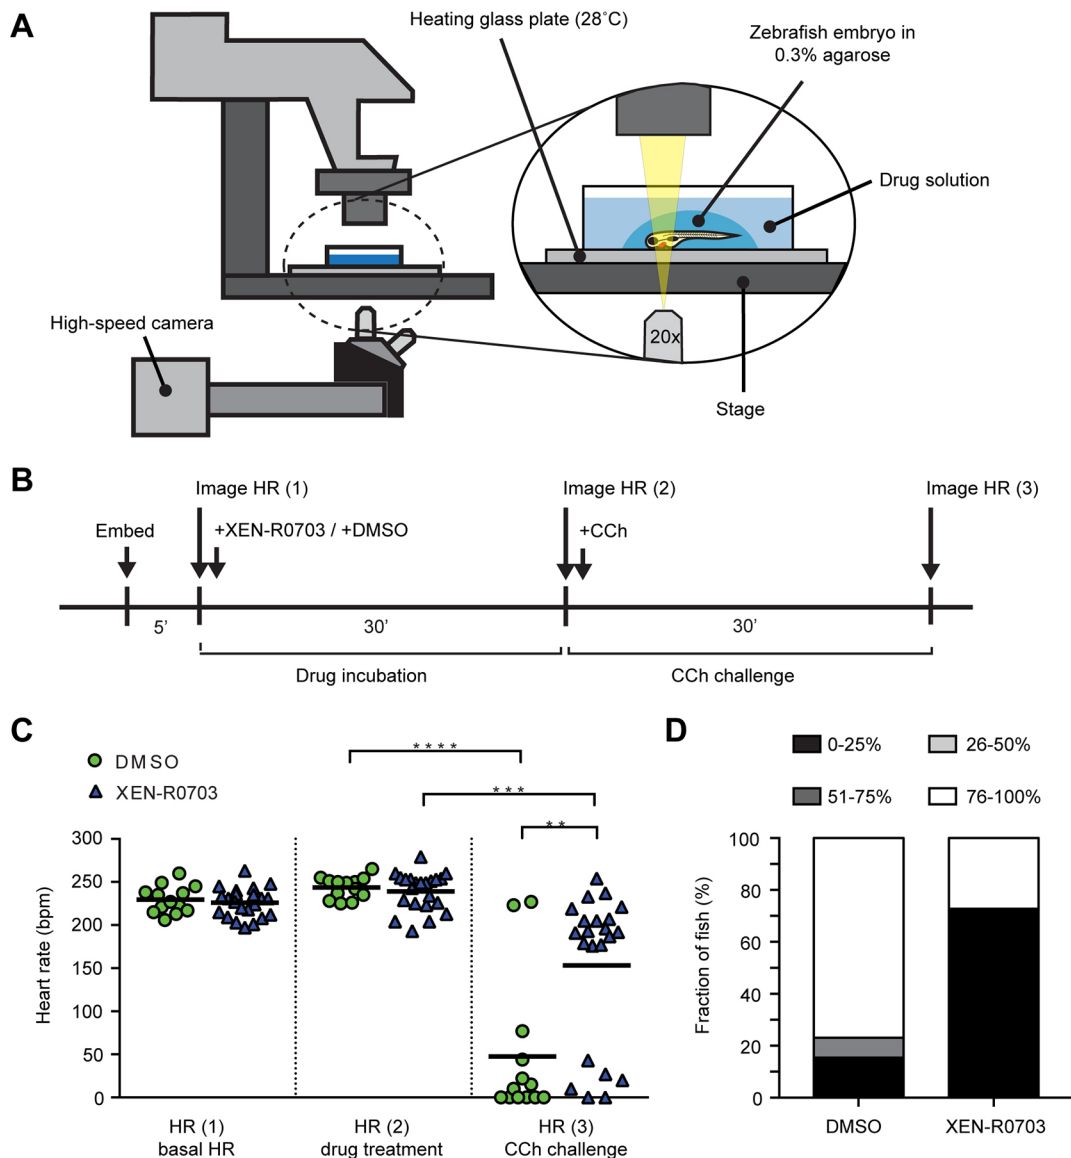 A
Heating glass plate (28˚C)
Zebrafish embryo in
0.3% agarose
Drug solution
High-speed camera
20x
Stage
B
Image HR (1)
Image HR (2)
Image HR (3)
Embed
+XEN-R0703 / +DMSO
+CCh
5’
30’
30’
Drug incubation
CCh challenge
C
DMSO
XEN-R0703
****
***
**
Heart rate (bpm)
300
250
200
150
100
50
0
HR (1)
basal HR
HR (2)
drug treatment
HR (3)
CCh challenge
D
0-25%
26-50%
51-75%
76-100%
Fraction of fish (%)
100
80
60
40
20
0
DMSO
XEN-R0703